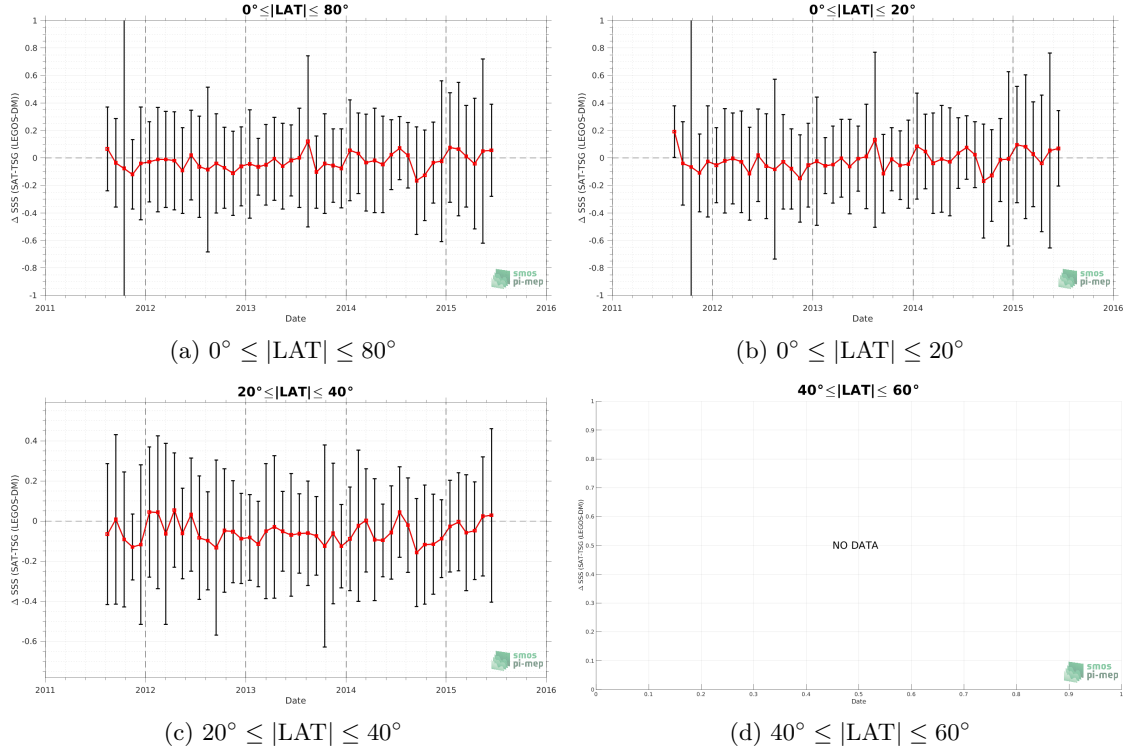 0°≤|LAT|≤ 80°
Δ SSS (SAT-TSG (LEGOS-DM))
1
0.8
0.6
0.4
0.2
0
-0.2
-0.4
-0.6
-0.8
-1
2011 2012 2013 2014 2015 2016
Date
smos
pi-mep
(a) 0° ≤ |LAT| ≤ 80°
0°≤|LAT|≤ 20°
Δ SSS (SAT-TSG (LEGOS-DM))
1
0.8
0.6
0.4
0.2
0
-0.2
-0.4
-0.6
-0.8
-1
2011 2012 2013 2014 2015 2016
Date
smos
pi-mep
(b) 0° ≤ |LAT| ≤ 20°
20°≤|LAT|≤ 40°
Δ SSS (SAT-TSG (LEGOS-DM))
0.4
0.2
0
-0.2
-0.4
-0.6
2011 2012 2013 2014 2015 2016
Date
smos
pi-mep
(c) 20° ≤ |LAT| ≤ 40°
40°≤|LAT|≤ 60°
Δ SSS (SAT-TSG (LEGOS-DM))
1
0.9
0.8
0.7
0.6
0.5
0.4
0.3
0.2
0.1
0
NO DATA
0 0.1 0.2 0.3 0.4 0.5 0.6 0.7 0.8 0.9 1
Date
smos
pi-mep
(d) 40° ≤ |LAT| ≤ 60°